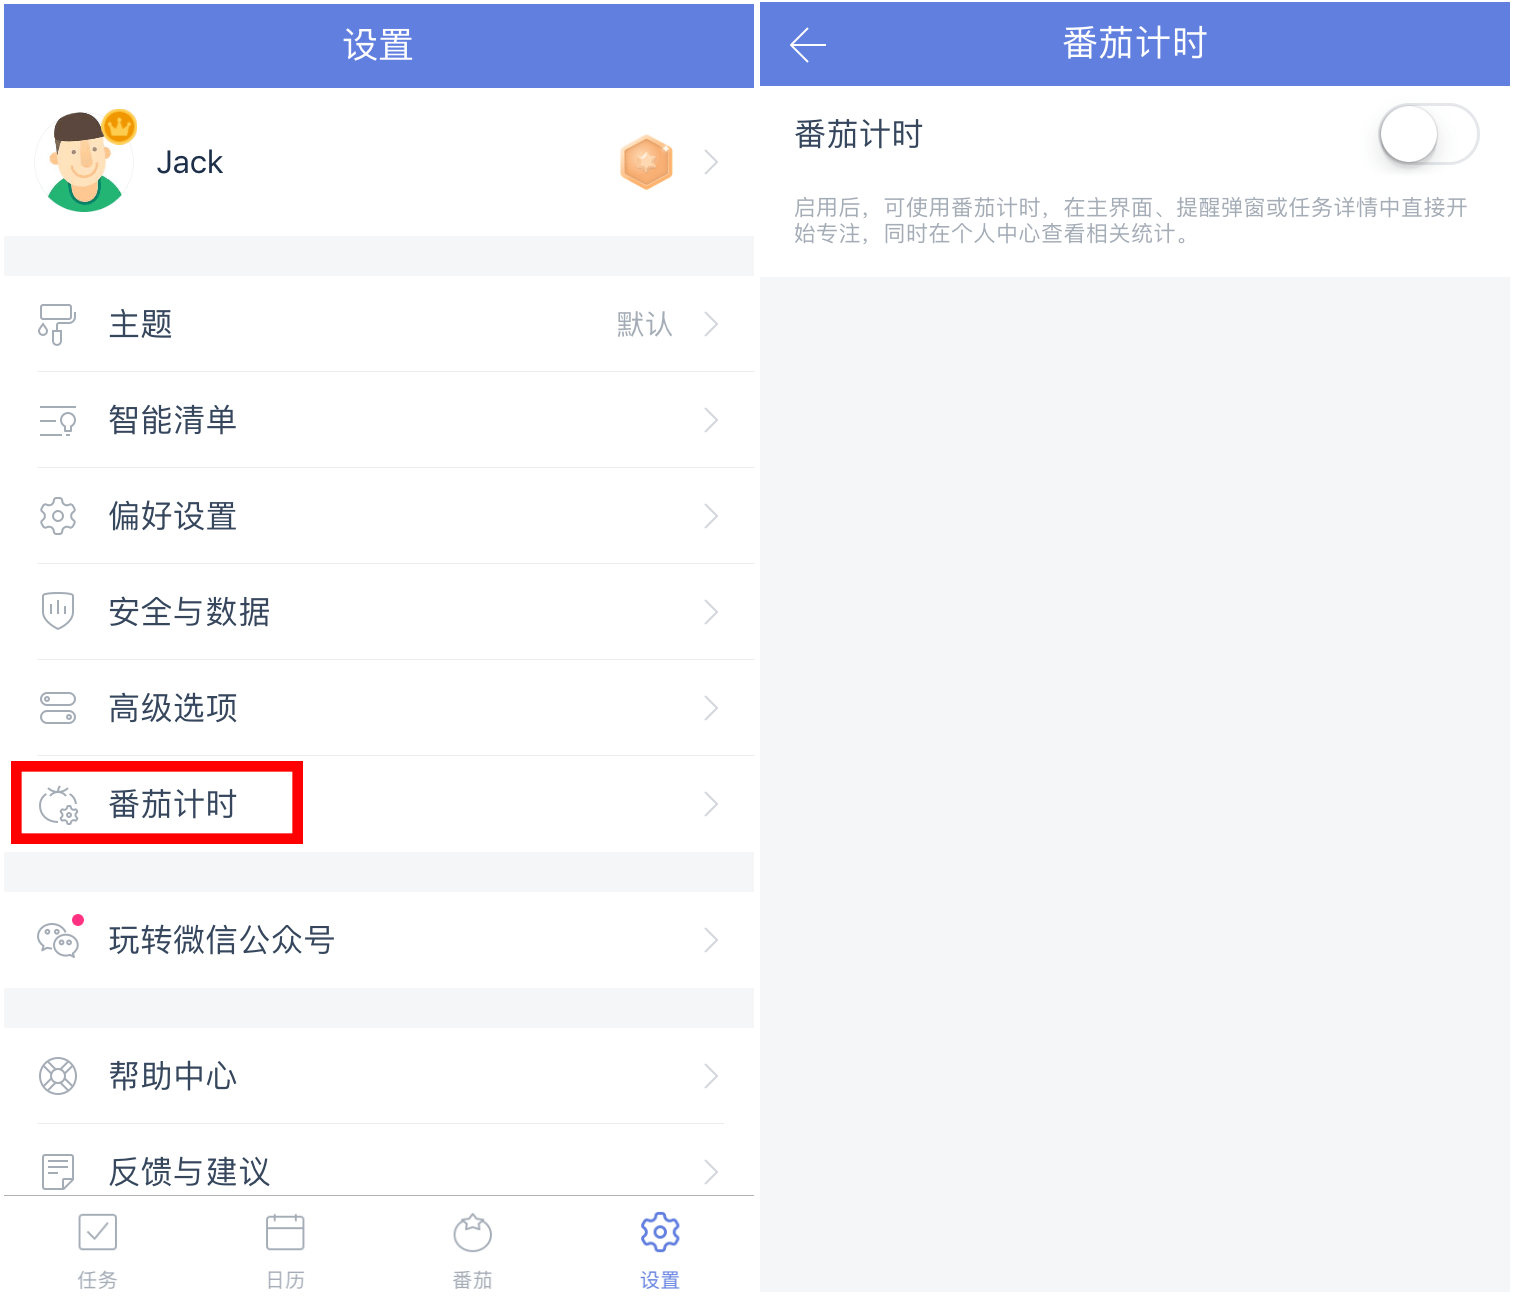 设置
Jack
主题
默认
智能清单
偏好设置
安全与数据
高级选项
番茄计时
玩转微信公众号
帮助中心
反馈与建议
任务
日历
番茄
设置
番茄计时
番茄计时
启用后，可使用番茄计时，在主界面、提醒弹窗或任务详情中直接开
始专注，同时在个人中心查看相关统计。